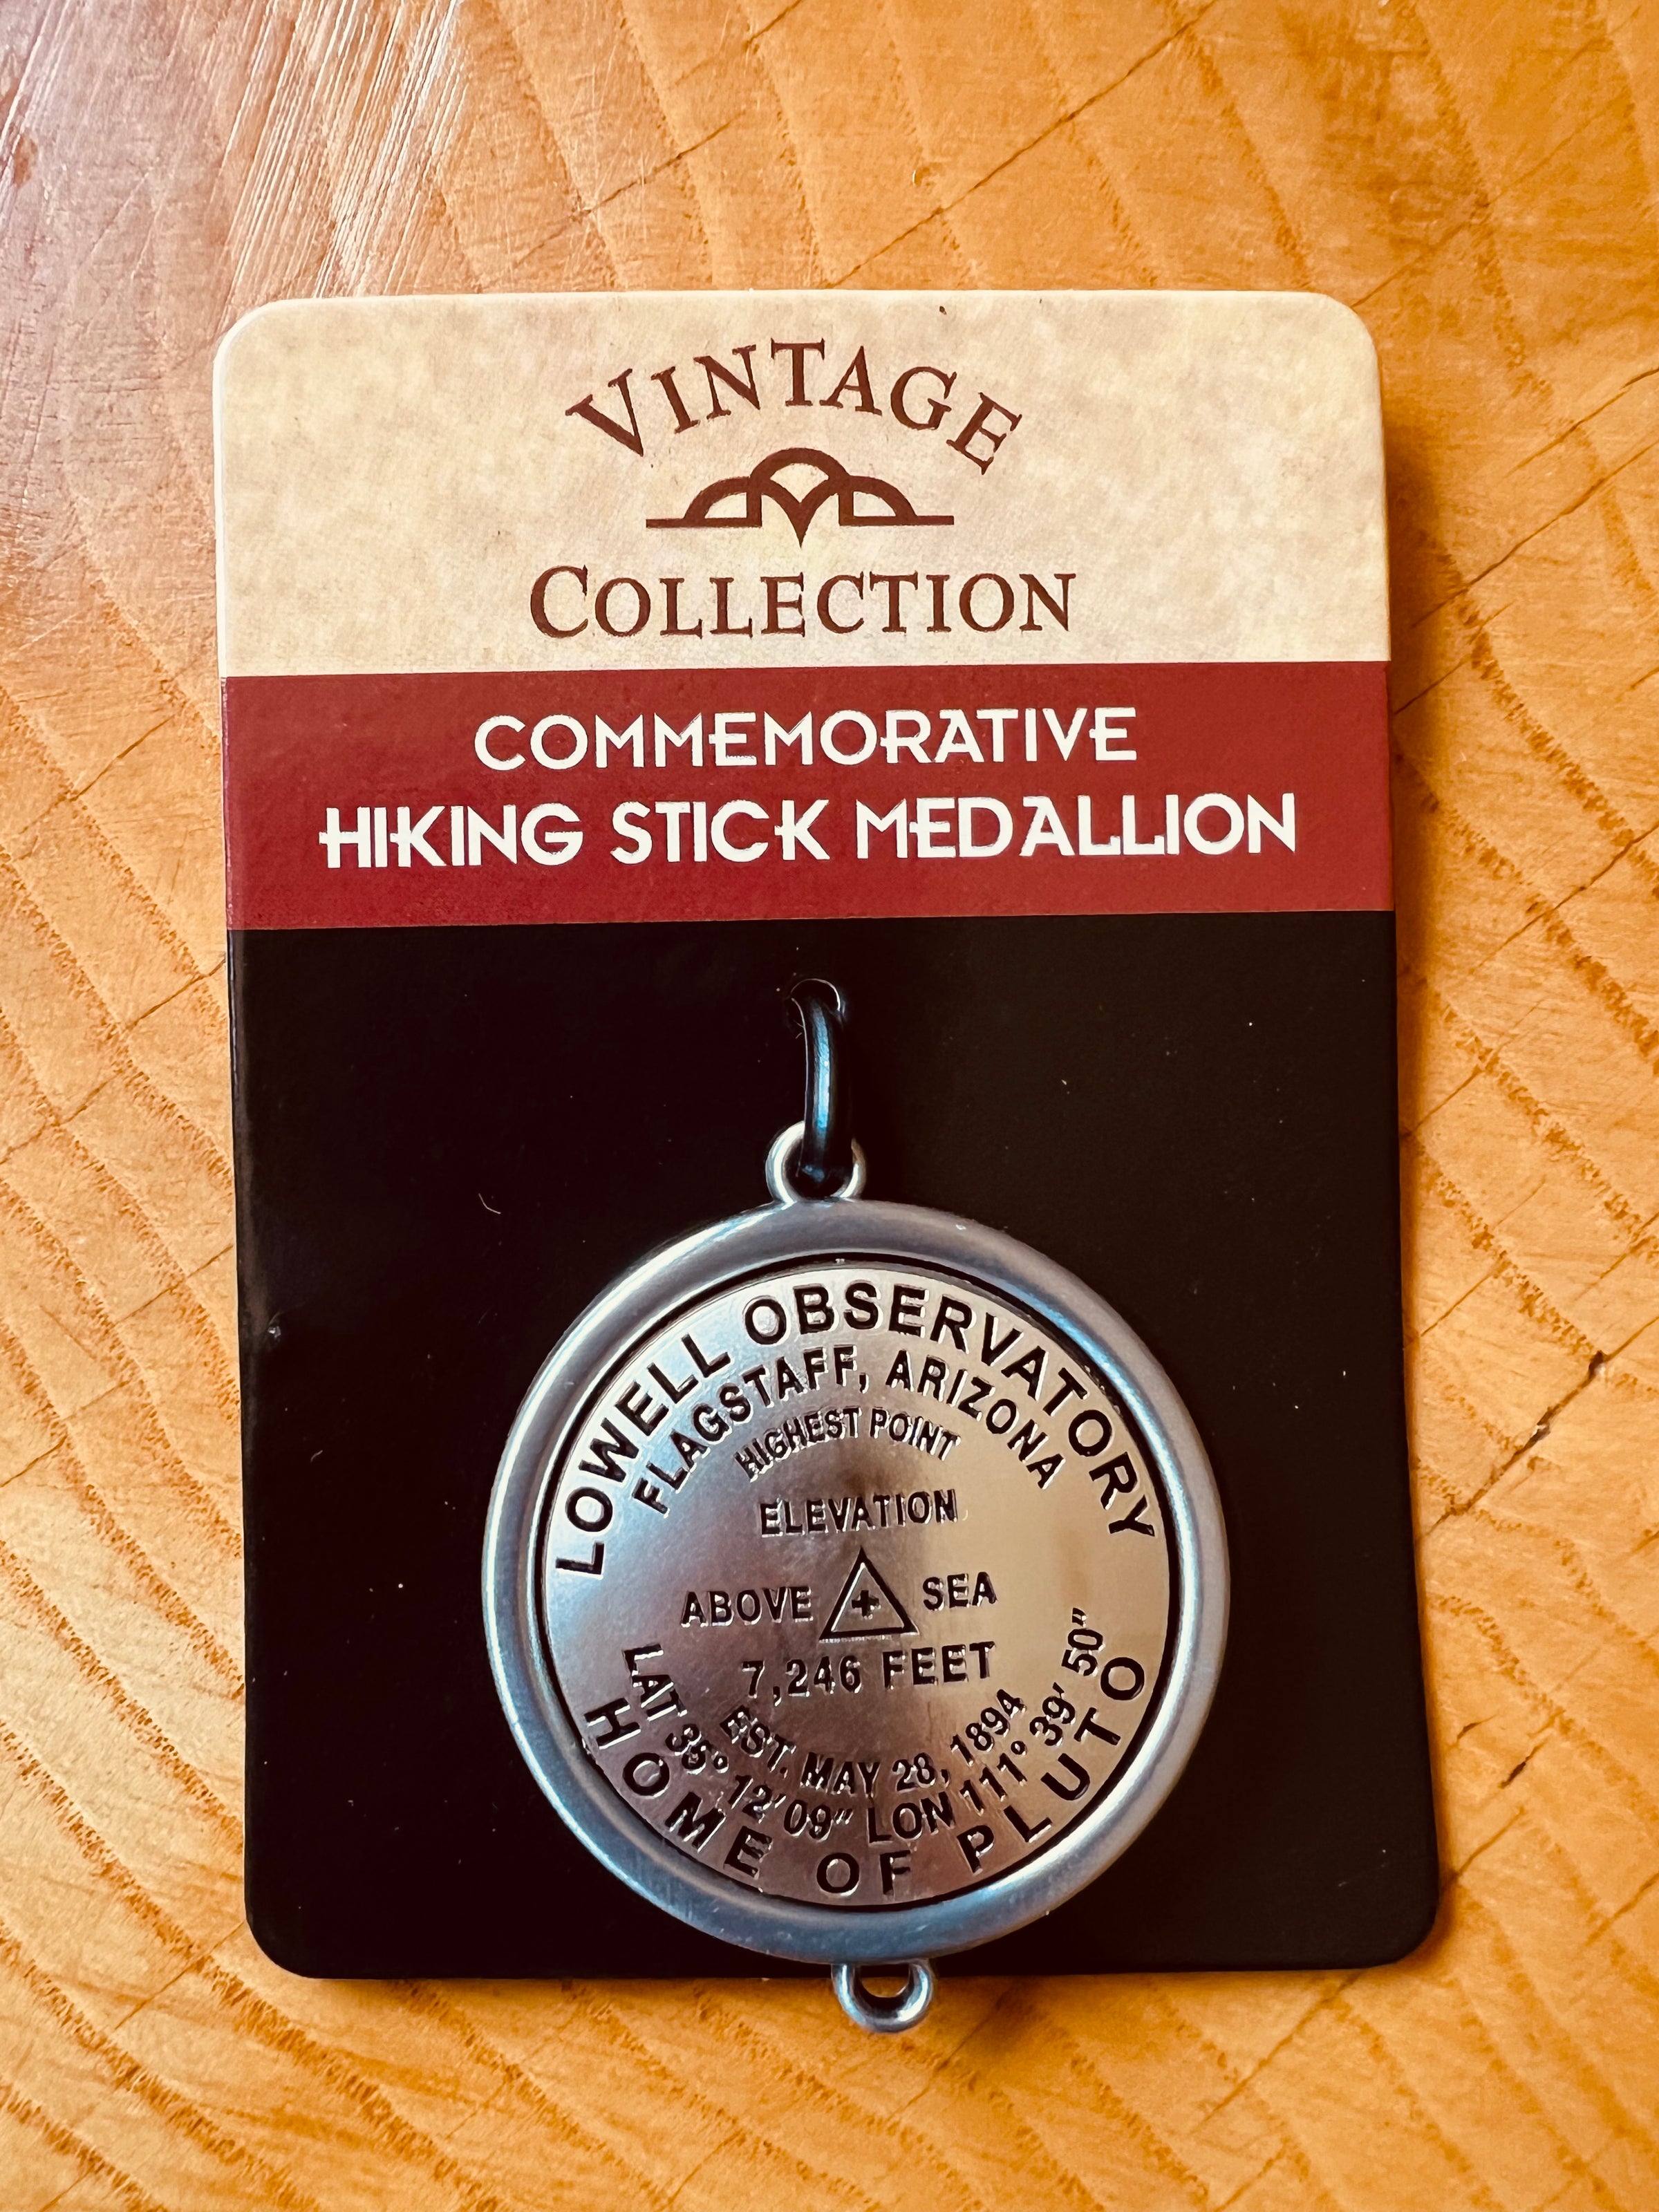 VINTAGE
COLLECTION
COMMEMORATIVE
HIKING STICK MEDALLION
LOWELL OBSERVATORY
FLAGSTAFF, ARIZONA
HIGHEST POINT
ELEVATION
ABOVE + SEA
7,246 FEET
EST. MAY 28, 1894
LAT 35° 12' 09" LON 111° 39' 50"
HOME OF PLUTO